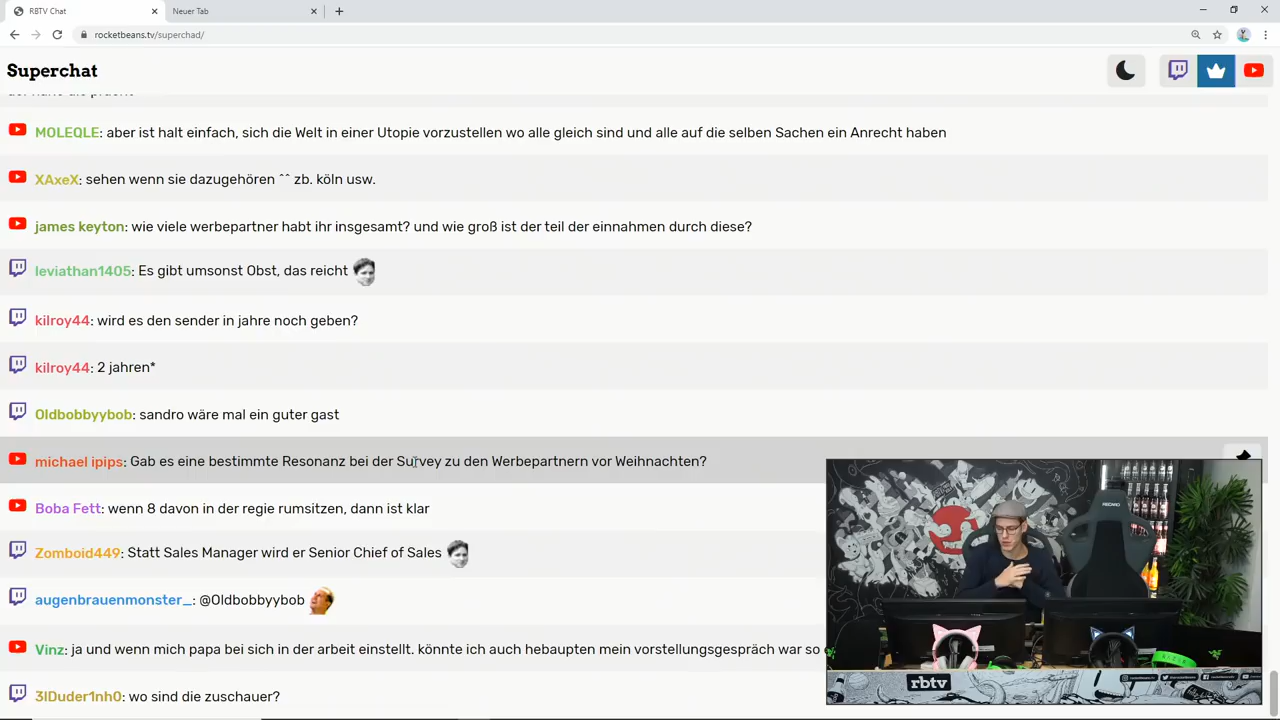 RBTV Chat
Neuer Tab
rocketbeans.tv/superchad/
Superchat
MOLEQLE: aber ist halt einfach, sich die Welt in einer Utopie vorzustellen wo alle gleich sind und alle auf die selben Sachen ein Anrecht haben
XAxeX: sehen wenn sie dazugehören ^^ zb. köln usw.
james keyton: wie viele werbepartner habt ihr insgesamt? und wie groß ist der teil der einnahmen durch diese?
leviathan1405: Es gibt umsonst Obst, das reicht
kilroy44: wird es den sender in jahre noch geben?
kilroy44: 2 jahren*
Oldbobbyybob: sandro wäre mal ein guter gast
michael ipips: Gab es eine bestimmte Resonanz bei der Survey zu den Werbepartnern vor Weihnachten?
Boba Fett: wenn 8 davon in der regie rumsitzen, dann ist klar
Zomboid449: Statt Sales Manager wird er Senior Chief of Sales
augenbrauenmonster_: @Oldbobbyybob
Vinz: ja und wenn mich papa bei sich in der arbeit einstellt. könnte ich auch hebaupten mein vorstellungsgespräch war so
3lDuder1nh0: wo sind die zuschauer?
RECARO
rbtv